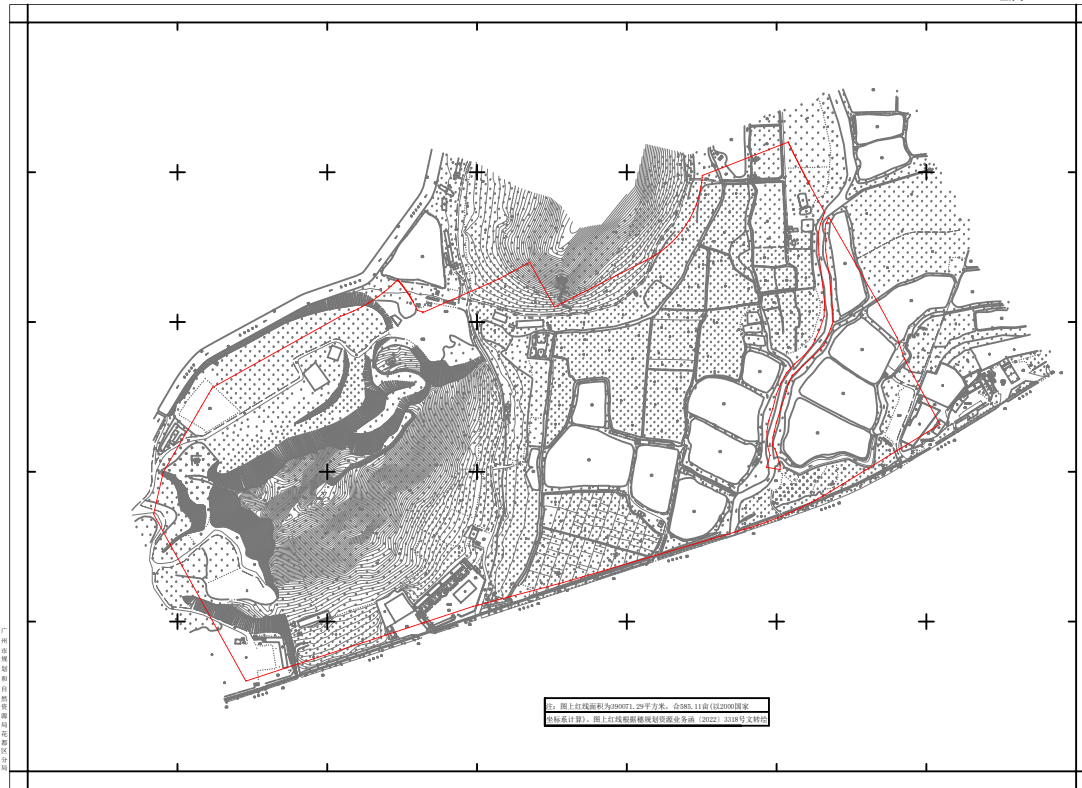 注：图上红线面积为390071.29平方米，合585.11亩(以2000国家
坐标系计算)。图上红线根据穗规划资源业务函〔2022〕3318号文转绘
广州市规划和自然资源局花都区分局